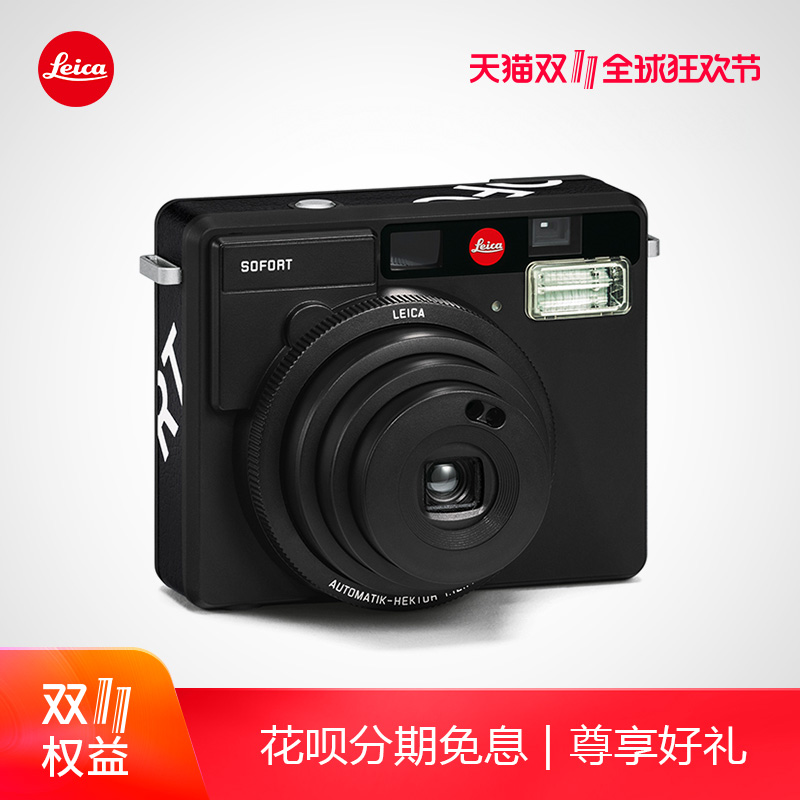 Leica
天猫双11全球狂欢节
SOFORT
Leica
LEICA
AUTOMATIK-HEKTOR
双11
权益
花呗分期免息 | 尊享好礼